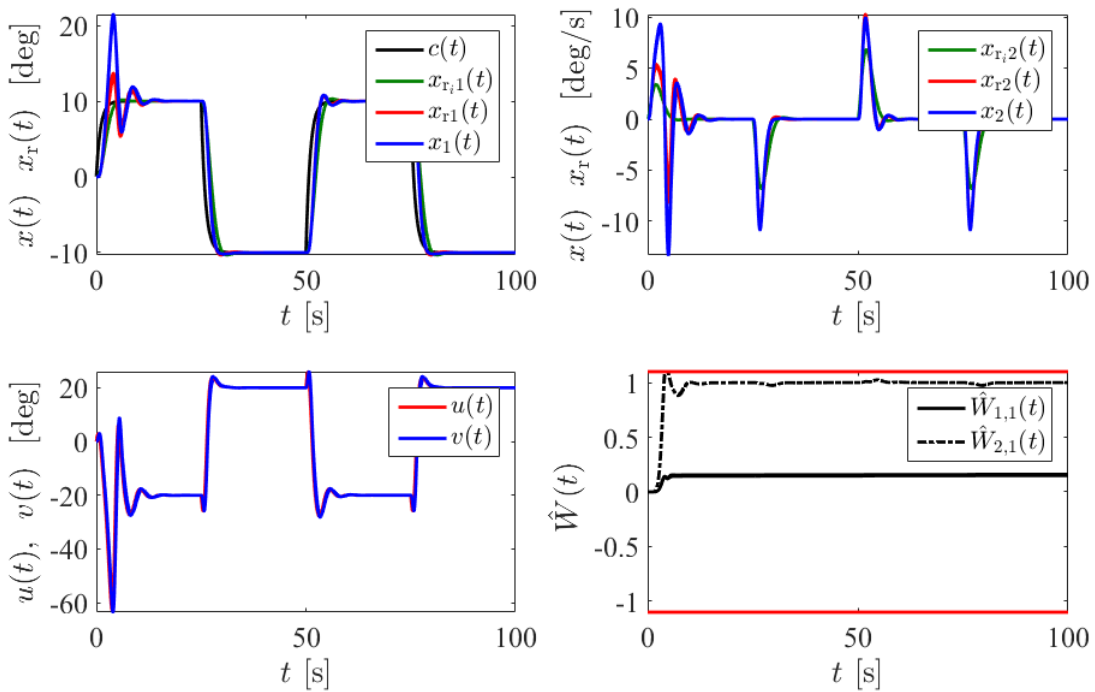 x(t) x_r(t) [deg]
20
10
0
-10
c(t)
x_{r_i1}(t)
x_{r1}(t)
x_1(t)
0
50
100
t [s]
x(t) x_r(t) [deg/s]
10
5
0
-5
-10
x_{r_i2}(t)
x_{r2}(t)
x_2(t)
0
50
100
t [s]
u(t), v(t) [deg]
20
0
-20
-40
-60
u(t)
v(t)
0
50
100
t [s]
Ŵ(t)
1
0.5
0
-0.5
-1
Ŵ_{1,1}(t)
Ŵ_{2,1}(t)
0
50
100
t [s]